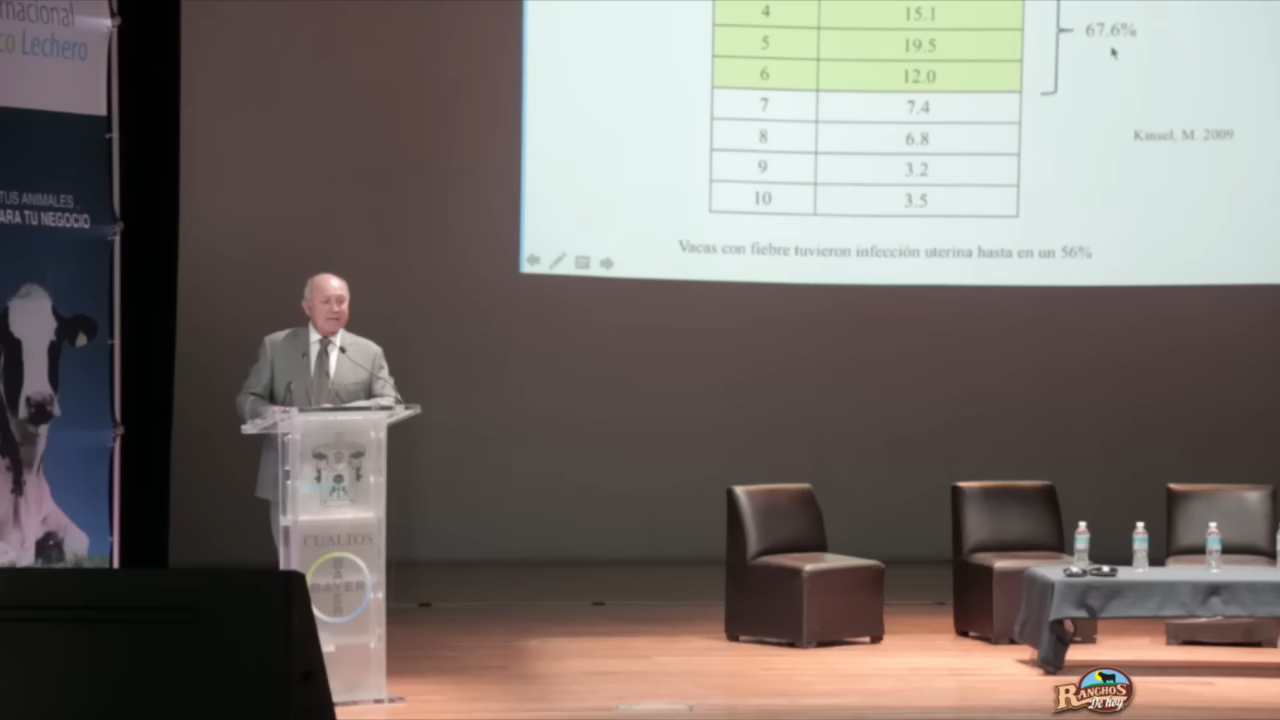 rnacional
co Lechero
TUS ANIMALES
ARA TU NEGOCIO
4 15.1
5 19.5
6 12.0
7 7.4
8 6.8
9 3.2
10 3.5
67.6%
Kinsel, M. 2009
Vacas con fiebre tuvieron infección uterina hasta en un 56%
CUALTOS
BAYER
BAYER
RANCHOS
De hoy